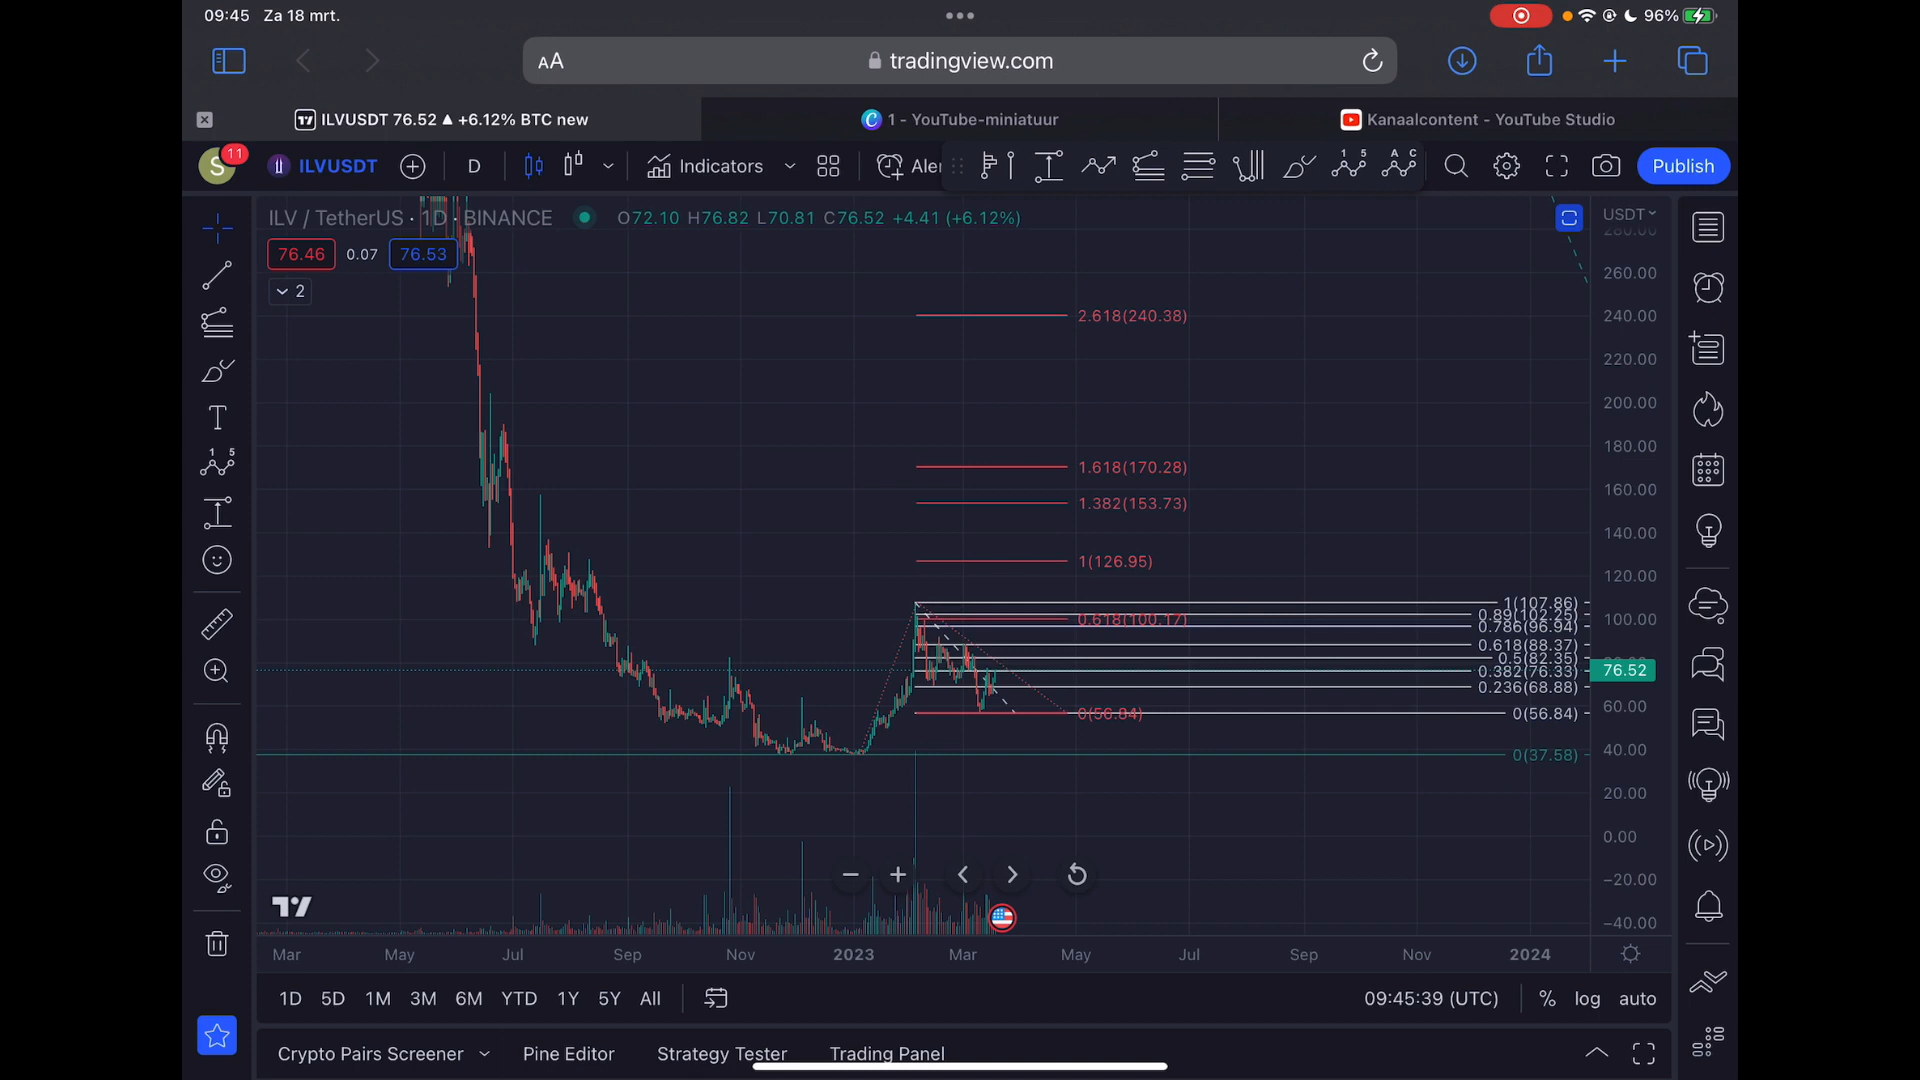 09:45 Za 18 mrt.
96%
AA tradingview.com
ILVUSDT 76.52 ▲ +6.12% BTC new
1 - YouTube-miniatuur
Kanaalcontent - YouTube Studio
S 11 ILVUSDT D Indicators Aler Publish
ILV / TetherUS · 1D · BINANCE O72.10 H76.82 L70.81 C76.52 +4.41 (+6.12%) USDT
280.00
76.46 0.07 76.53
260.00
2
2.618(240.38) 240.00
220.00
200.00
180.00
1.618(170.28)
160.00
1.382(153.73)
140.00
1(126.95)
120.00
1(107.86)
0.89(102.25)
0.618(100.17) 100.00
0.786(96.94)
0.618(88.37)
0.5(82.35)
0.382(76.33) 76.52
0.236(68.88)
60.00
0(56.84) 0(56.84)
40.00
0(37.58)
20.00
0.00
−20.00
−40.00
Mar May Jul Sep Nov 2023 Mar May Jul Sep Nov 2024
1D 5D 1M 3M 6M YTD 1Y 5Y All 09:45:39 (UTC) % log auto
Crypto Pairs Screener Pine Editor Strategy Tester Trading Panel